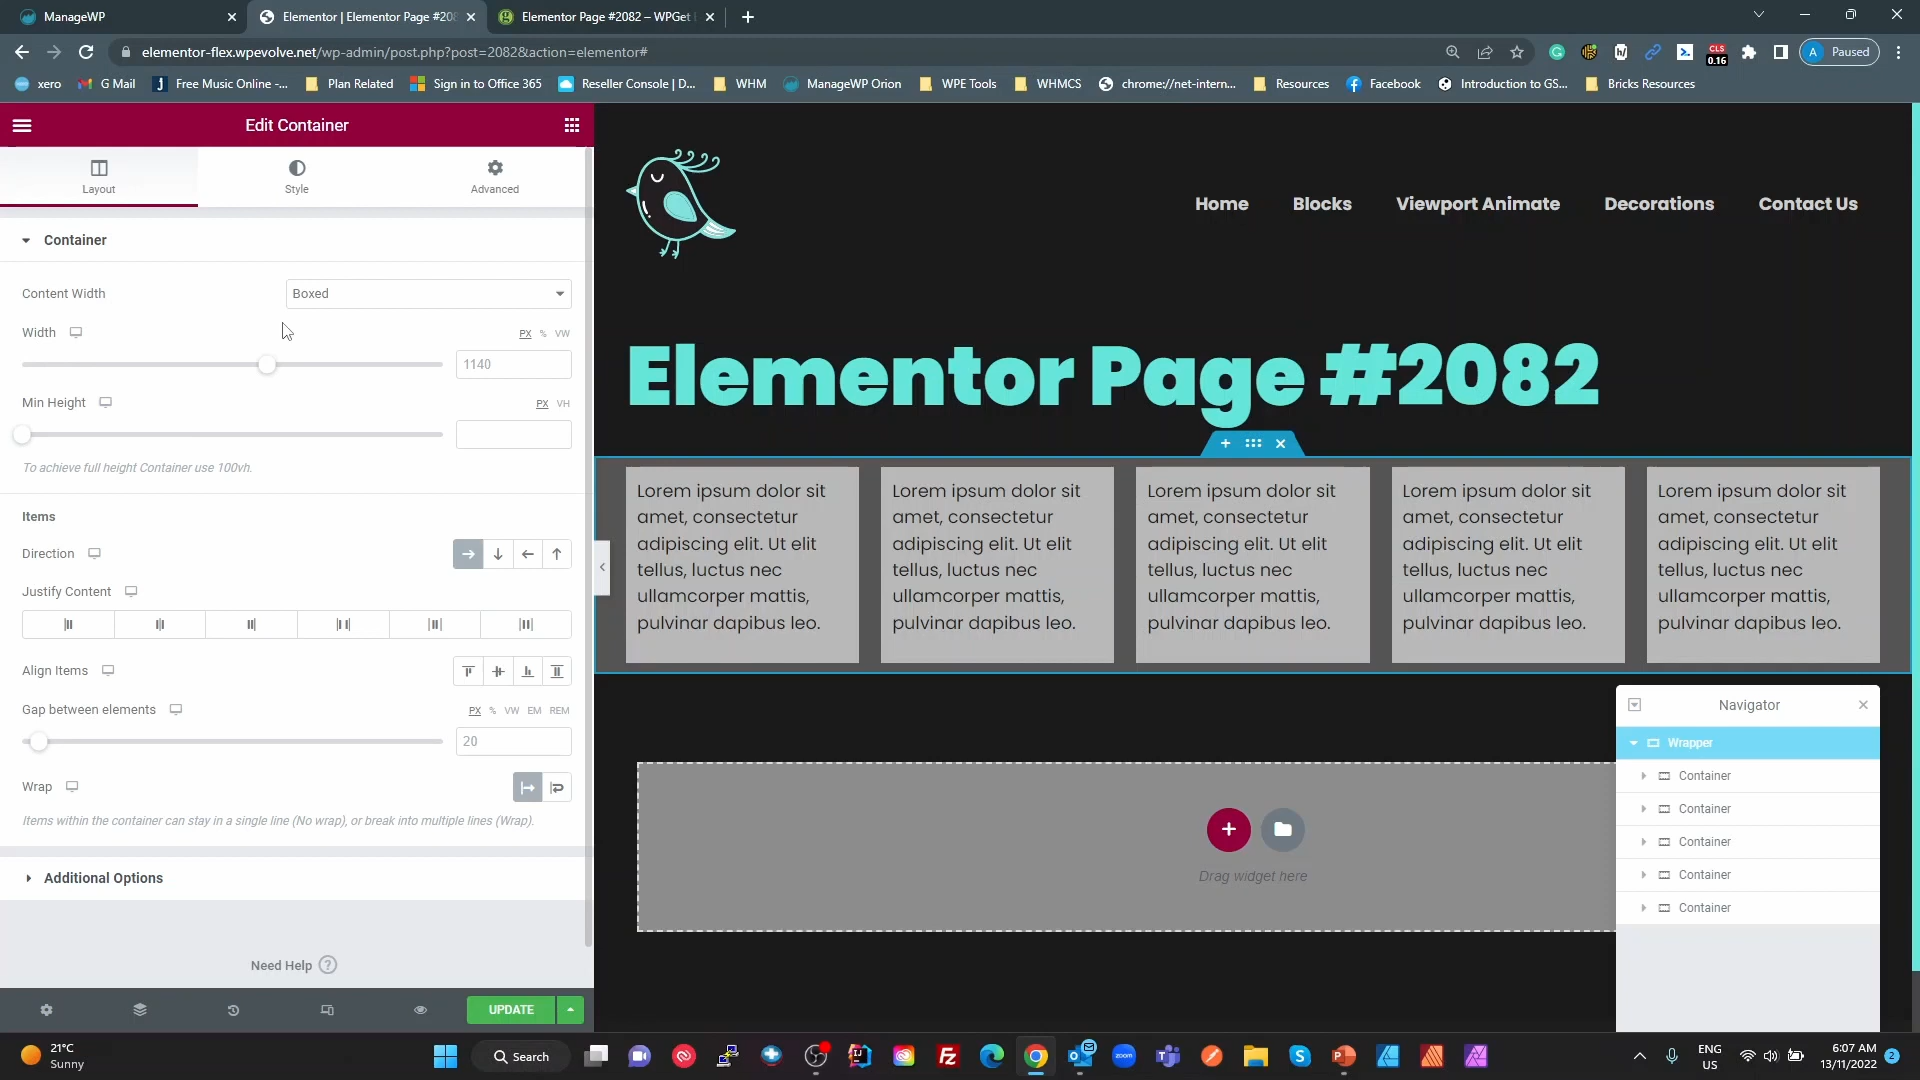 ManageWP
Elementor | Elementor Page #208
Elementor Page #2082 – WPGet
elementor-flex.wpevolve.net/wp-admin/post.php?post=2082&action=elementor#
CLS
0.16
A Paused
xero
G Mail
Free Music Online -...
Plan Related
Sign in to Office 365
Reseller Console | D...
WHM
ManageWP Orion
WPE Tools
WHMCS
chrome://net-intern...
Resources
Facebook
Introduction to GS...
Bricks Resources
Edit Container
Layout
Style
Advanced
Container
Content Width
Boxed
Width
PX % VW
1140
Min Height
PX VH
To achieve full height Container use 100vh.
Items
Direction
Justify Content
Align Items
Gap between elements
PX % VW EM REM
20
Wrap
Items within the container can stay in a single line (No wrap), or break into multiple lines (Wrap).
Additional Options
Need Help
UPDATE
Home
Blocks
Viewport Animate
Decorations
Contact Us
Elementor Page #2082
Lorem ipsum dolor sit
amet, consectetur
adipiscing elit. Ut elit
tellus, luctus nec
ullamcorper mattis,
pulvinar dapibus leo.
Lorem ipsum dolor sit
amet, consectetur
adipiscing elit. Ut elit
tellus, luctus nec
ullamcorper mattis,
pulvinar dapibus leo.
Lorem ipsum dolor sit
amet, consectetur
adipiscing elit. Ut elit
tellus, luctus nec
ullamcorper mattis,
pulvinar dapibus leo.
Lorem ipsum dolor sit
amet, consectetur
adipiscing elit. Ut elit
tellus, luctus nec
ullamcorper mattis,
pulvinar dapibus leo.
Lorem ipsum dolor sit
amet, consectetur
adipiscing elit. Ut elit
tellus, luctus nec
ullamcorper mattis,
pulvinar dapibus leo.
Drag widget here
Navigator
Wrapper
Container
Container
Container
Container
Container
21°C
Sunny
Search
zoom
ENG
US
6:07 AM
13/11/2022
2